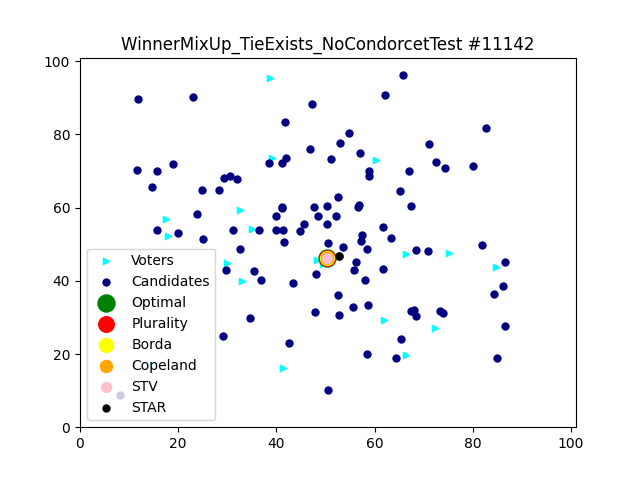 WinnerMixUp_TieExists_NoCondorcetTest #11142
100
80
60
40
20
0
0
20
40
60
80
100
Voters
Candidates
Optimal
Plurality
Borda
Copeland
STV
STAR